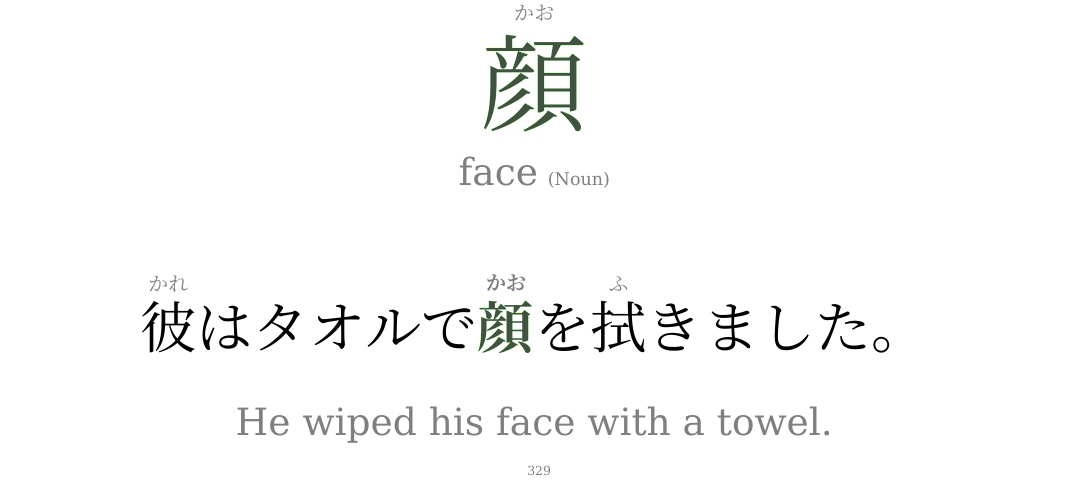 かお
顔
face (Noun)
かれ かお ふ
彼はタオルで顔を拭きました。
He wiped his face with a towel.
329